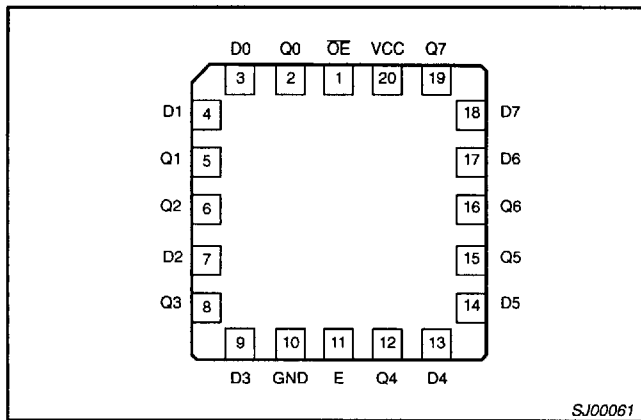 D0 Q0 OE VCC Q7
3 2 1 20 19
D1 4 18 D7
Q1 5 17 D6
Q2 6 16 Q6
D2 7 15 Q5
Q3 8 14 D5
9 10 11 12 13
D3 GND E Q4 D4
SJ00061